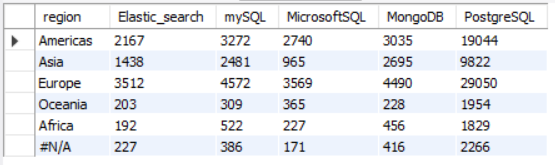 region Elastic_search mySQL MicrosoftSQL MongoDB PostgreSQL
Americas 2167 3272 2740 3035 19044
Asia 1438 2481 965 2695 9822
Europe 3512 4572 3569 4490 29050
Oceania 203 309 365 228 1954
Africa 192 522 227 456 1829
#N/A 227 386 171 416 2266